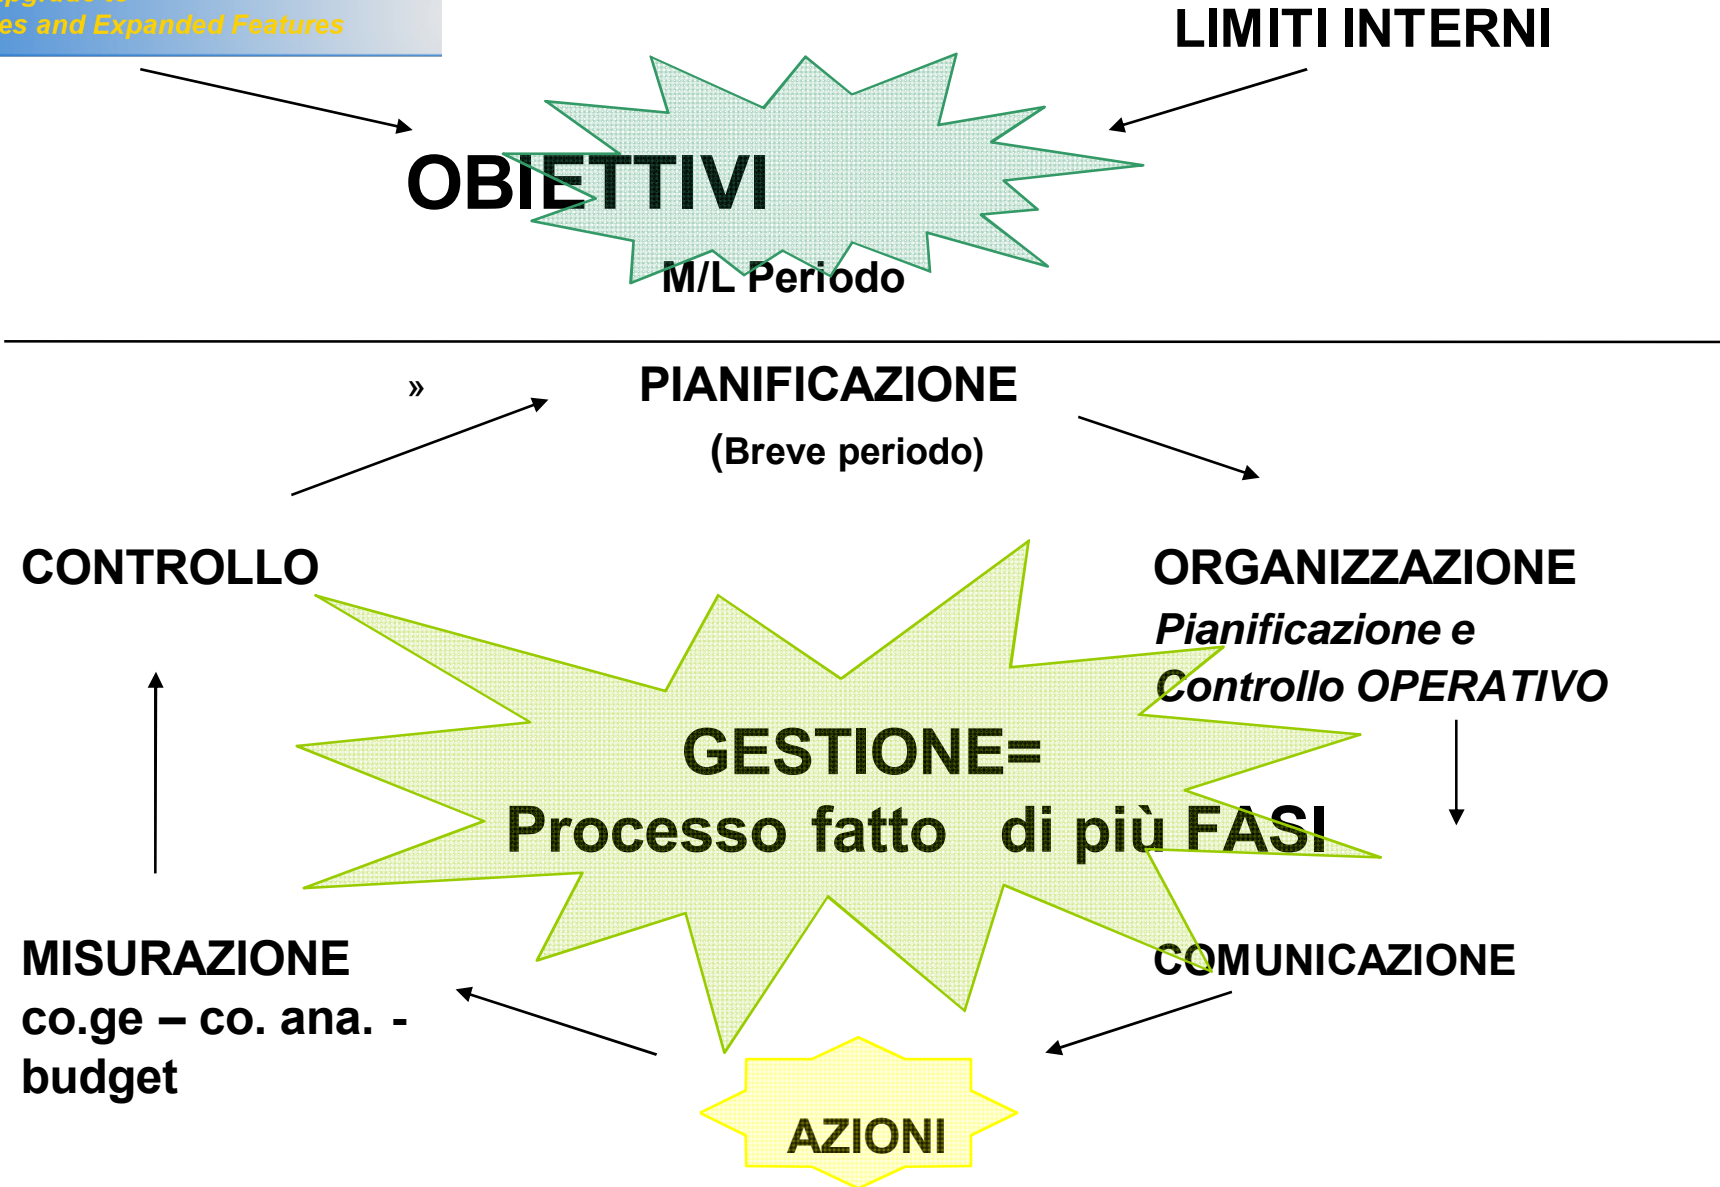 es and Expanded Features
LIMITI INTERNI
OBIETTIVI
M/L Periodo
» PIANIFICAZIONE
(Breve periodo)
CONTROLLO
ORGANIZZAZIONE
Pianificazione e
Controllo OPERATIVO
GESTIONE=
Processo fatto di più FASI
MISURAZIONE
co.ge – co. ana. -
budget
COMUNICAZIONE
AZIONI